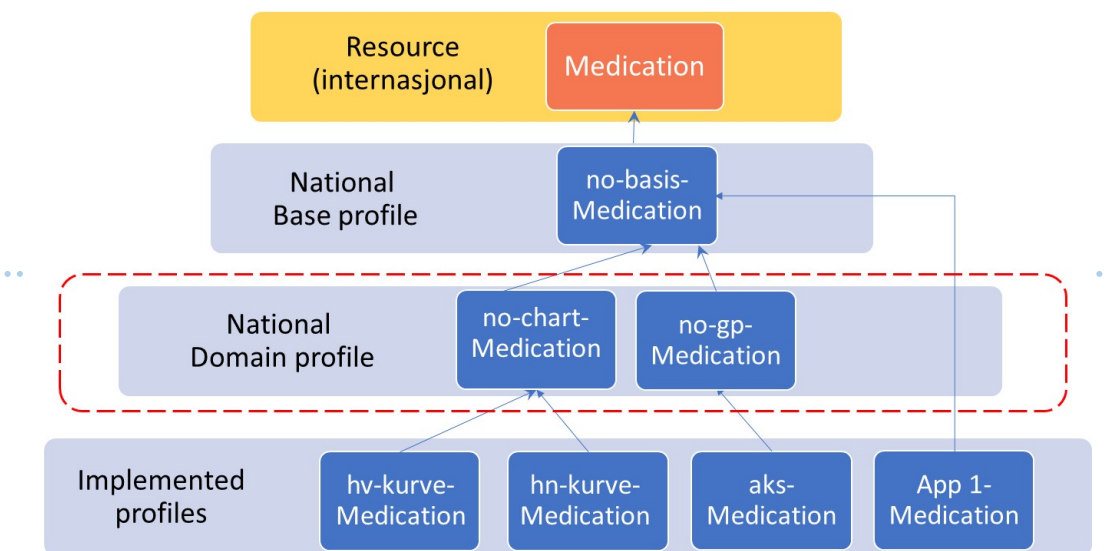 Resource
(internasjonal)
Medication
National
Base profile
no-basis-
Medication
National
Domain profile
no-chart-
Medication
no-gp-
Medication
Implemented
profiles
hv-kurve-
Medication
hn-kurve-
Medication
aks-
Medication
App 1-
Medication